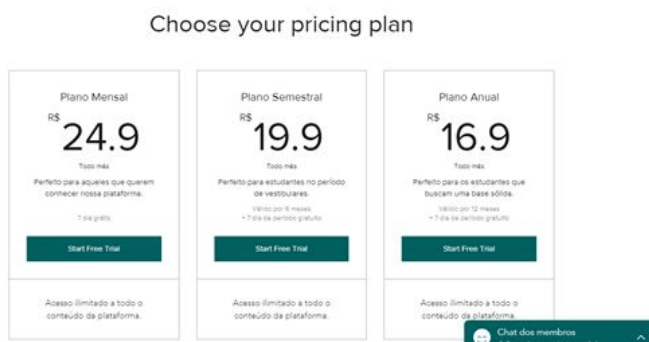 Choose your pricing plan
Plano Mensal
R$
24.9
Todo mês
Perfeito para aqueles que querem
conhecer nossa plataforma.
7 dia grátis
Start Free Trial
Acesso ilimitado a todo o
conteúdo da plataforma.
Plano Semestral
R$
19.9
Todo mês
Perfeito para estudantes no período
de vestibulares.
Válido por 6 meses
+ 7 dia de período gratuito
Start Free Trial
Acesso ilimitado a todo o
conteúdo da plataforma.
Plano Anual
R$
16.9
Todo mês
Perfeito para os estudantes que
buscam uma base sólida.
Válido por 12 meses
+ 7 dia de período gratuito
Start Free Trial
Acesso ilimitado a todo o
conteúdo da plataforma.
Chat dos membros